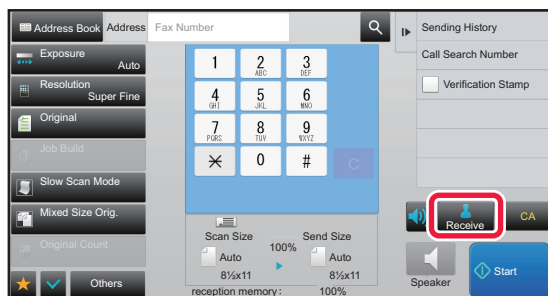 Address Book Address Fax Number
Sending History
Call Search Number
Verification Stamp
Exposure
Auto
Resolution
Super Fine
Original
Job Build
Slow Scan Mode
Mixed Size Orig.
Original Count
Others
1 2 3
ABC DEF
4 5 6
GHI JKL MNO
7 8 9
PQRS TUV WXYZ
0 # C
Scan Size Send Size
100%
Auto Auto
8½x11 8½x11
reception memory: 100%
Receive
CA
Speaker
Start